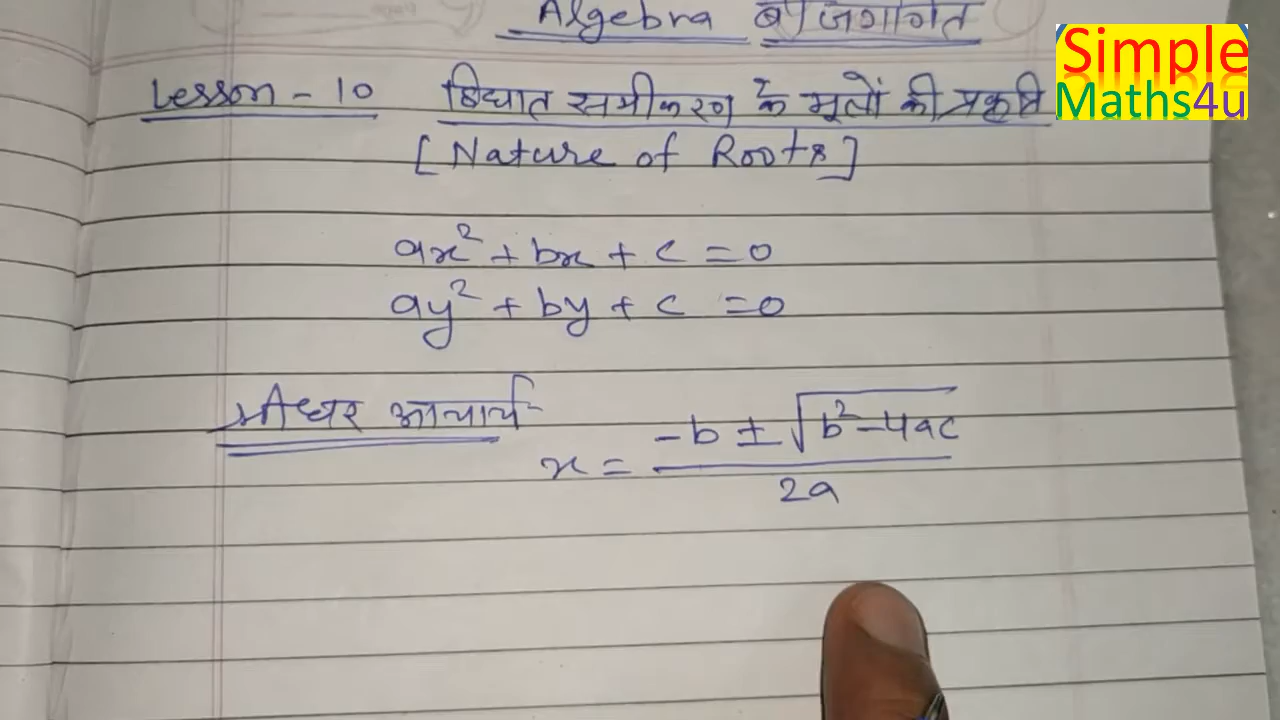 Algebra बीजगणित
Simple
Maths4u
Lesson - 10 द्विघात समीकरण के मूलों की प्रकृति
[Nature of Roots]
ax² + bx + c = 0
ay² + by + c = 0
श्रीधर आचार्य
x = -b ± √b² - 4ac / 2a